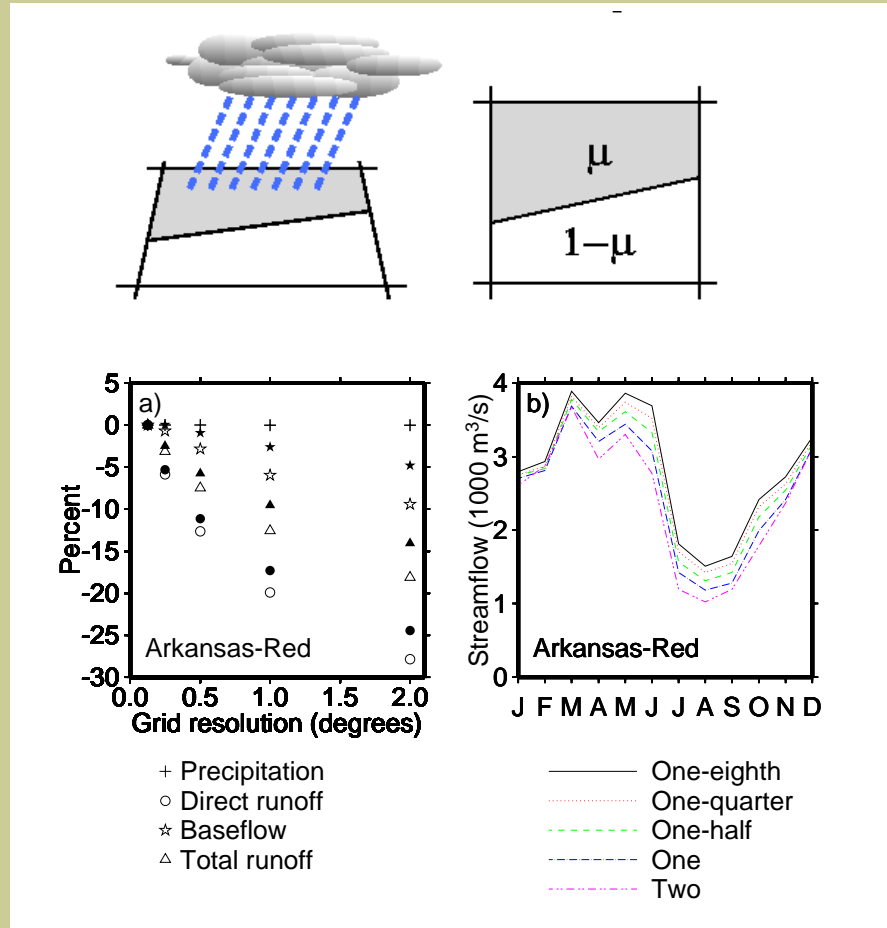 μ
1−μ
a)
5
0
-5
-10
-15
-20
-25
-30
Percent
Arkansas-Red
0.0 0.5 1.0 1.5 2.0
Grid resolution (degrees)
+ Precipitation
○ Direct runoff
☆ Baseflow
△ Total runoff
b)
4
3
2
1
0
Streamflow (1000 m³/s)
Arkansas-Red
J F M A M J J A S O N D
One-eighth
One-quarter
One-half
One
Two